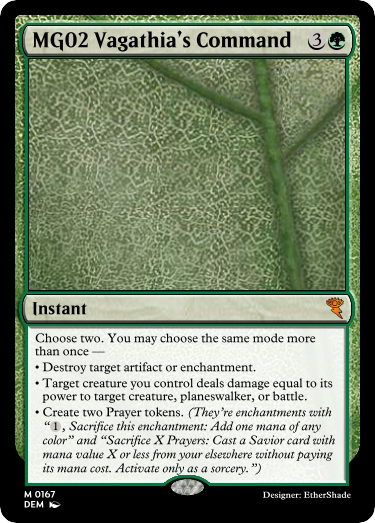 MG02 Vagathia's Command 3
Instant
Choose two. You may choose the same mode more
than once —
• Destroy target artifact or enchantment.
• Target creature you control deals damage equal to its
power to target creature, planeswalker, or battle.
• Create two Prayer tokens. (They're enchantments with
“1, Sacrifice this enchantment: Add one mana of
any color” and “Sacrifice X Prayers: Cast a Savior card with
mana value X or less from your elsewhere without paying
its mana cost. Activate only as a sorcery.”)
M 0167
DEM
Designer: EtherShade